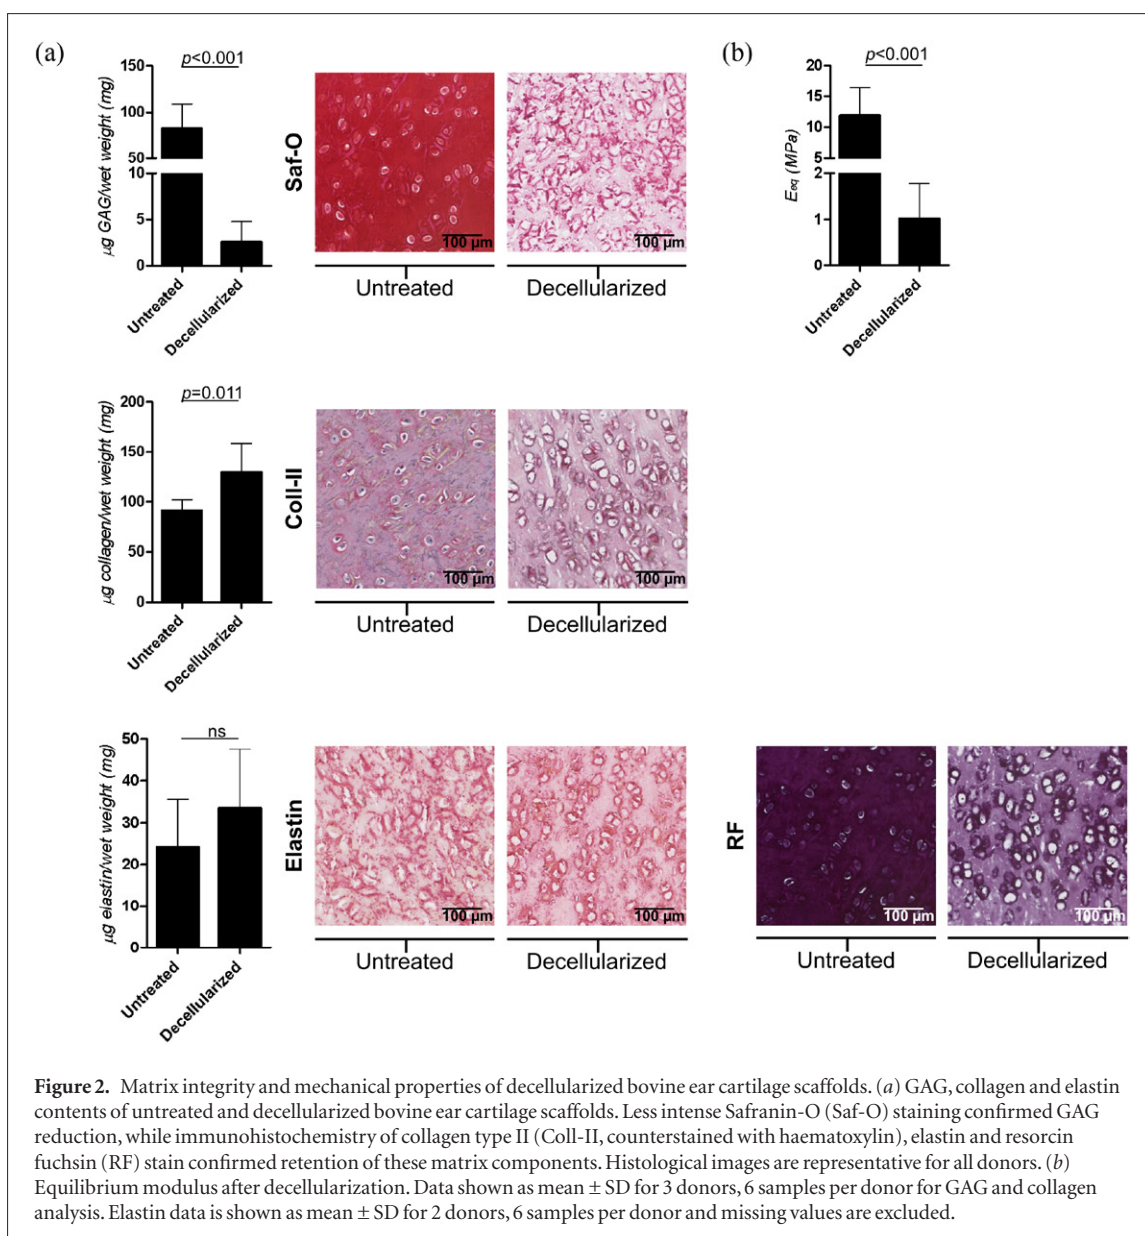 (a)
p<0.001
150
100
50
10
5
0
µg GAG/wet weight (mg)
Untreated
Decellularized
Saf-O
100 µm
100 µm
Untreated
Decellularized
(b)
p<0.001
20
15
10
5
2
1
0
Eeq (MPa)
Untreated
Decellularized
p=0.011
200
150
100
50
0
µg collagen/wet weight (mg)
Untreated
Decellularized
Coll-II
100 µm
100 µm
Untreated
Decellularized
ns
50
40
30
20
10
0
µg elastin/wet weight (mg)
Untreated
Decellularized
Elastin
100 µm
100 µm
Untreated
Decellularized
RF
100 µm
100 µm
Untreated
Decellularized
Figure 2. Matrix integrity and mechanical properties of decellularized bovine ear cartilage scaffolds. (a) GAG, collagen and elastin
contents of untreated and decellularized bovine ear cartilage scaffolds. Less intense Safranin-O (Saf-O) staining confirmed GAG
reduction, while immunohistochemistry of collagen type II (Coll-II, counterstained with haematoxylin), elastin and resorcin
fuchsin (RF) stain confirmed retention of these matrix components. Histological images are representative for all donors. (b)
Equilibrium modulus after decellularization. Data shown as mean ± SD for 3 donors, 6 samples per donor for GAG and collagen
analysis. Elastin data is shown as mean ± SD for 2 donors, 6 samples per donor and missing values are excluded.